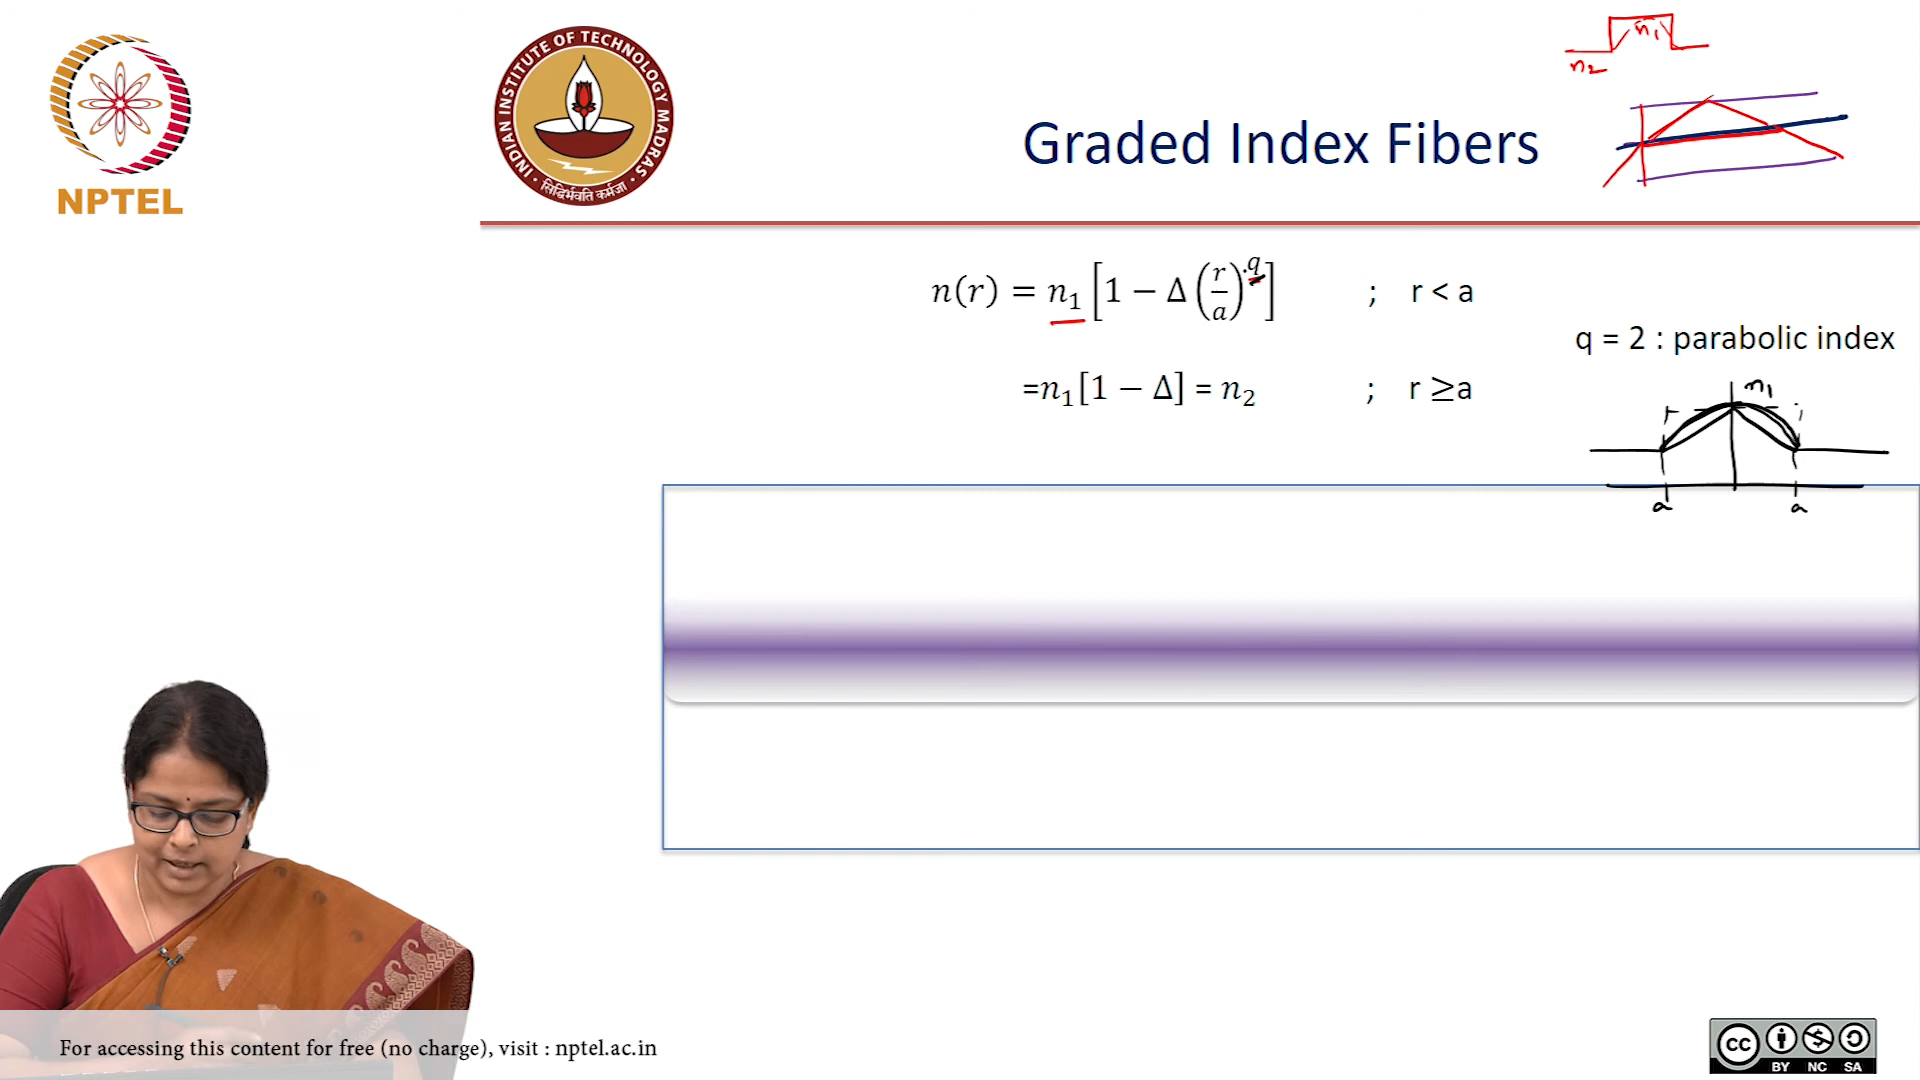 n₁
n₂
NPTEL
INDIAN INSTITUTE OF TECHNOLOGY MADRAS
सिद्धिर्भवति कर्मजा
Graded Index Fibers
n(r) = n₁ [1 − Δ (r/a)^q] ; r < a
q = 2 : parabolic index
=n₁[1 − Δ] = n₂ ; r ≥a
n₁
a a
For accessing this content for free (no charge), visit : nptel.ac.in
cc
BY NC SA